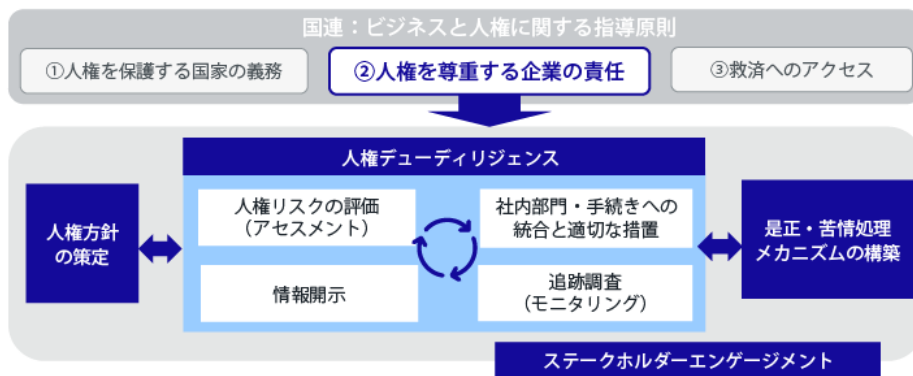 国連：ビジネスと人権に関する指導原則
①人権を保護する国家の義務
②人権を尊重する企業の責任
③救済へのアクセス
人権デューディリジェンス
人権方針
の策定
人権リスクの評価
（アセスメント）
社内部門・手続きへの
統合と適切な措置
情報開示
追跡調査
（モニタリング）
是正・苦情処理
メカニズムの構築
ステークホルダーエンゲージメント